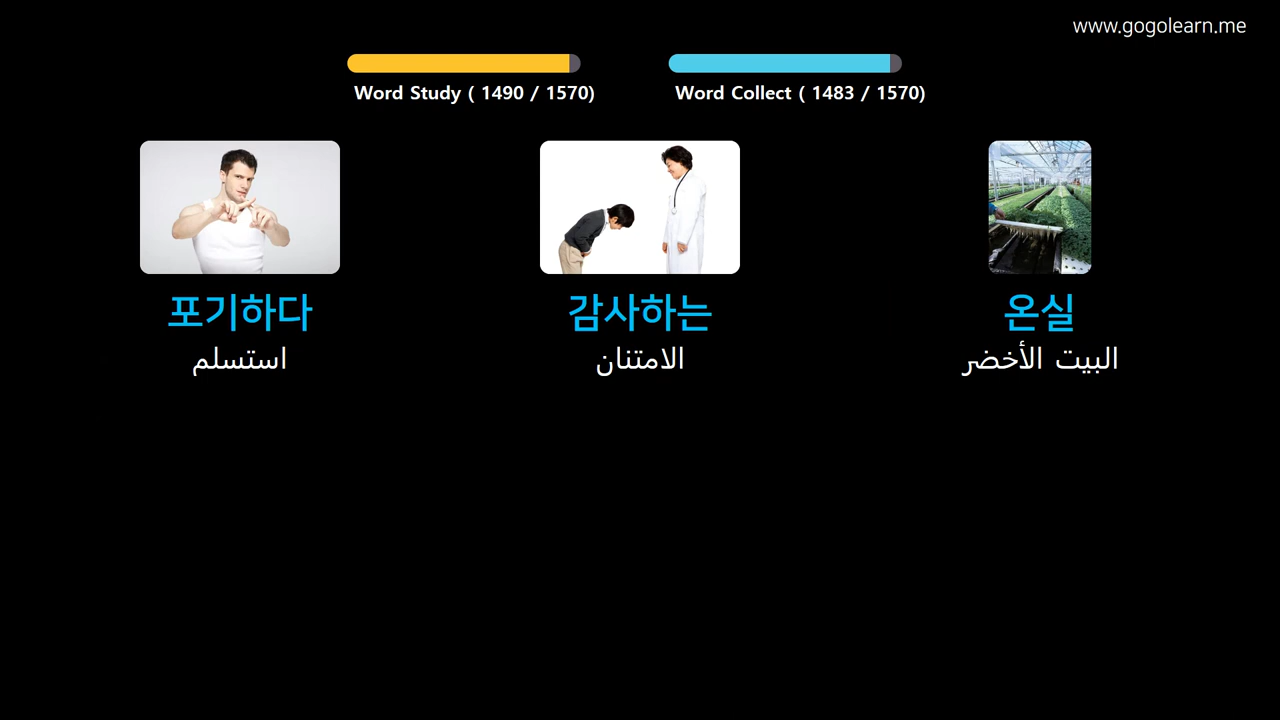 www.gogolearn.me
Word Study ( 1490 / 1570)
Word Collect ( 1483 / 1570)
포기하다
감사하는
온실
استسلم
الامتنان
البيت الأخضر